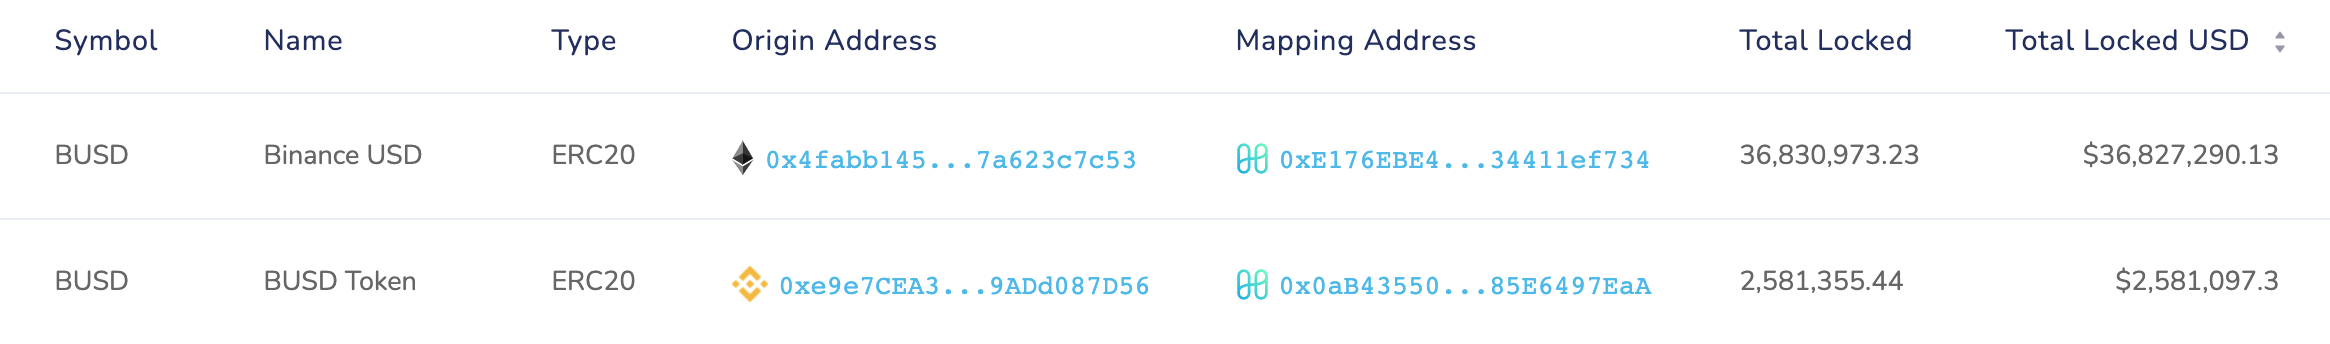 Symbol Name Type Origin Address Mapping Address Total Locked Total Locked USD
BUSD Binance USD ERC20 0x4fabb145...7a623c7c53 0xE176EBE4...34411ef734 36,830,973.23 $36,827,290.13
BUSD BUSD Token ERC20 0xe9e7CEA3...9ADd087D56 0x0aB43550...85E6497EaA 2,581,355.44 $2,581,097.3